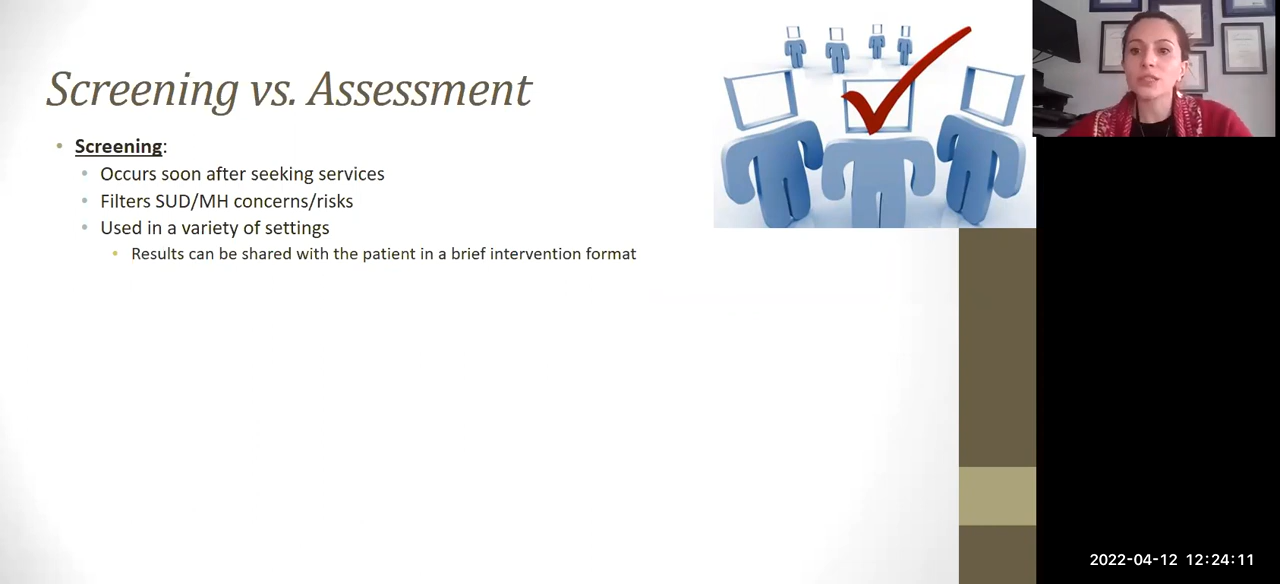 Screening vs. Assessment
• Screening:
• Occurs soon after seeking services
• Filters SUD/MH concerns/risks
• Used in a variety of settings
• Results can be shared with the patient in a brief intervention format
2022-04-12 12:24:11